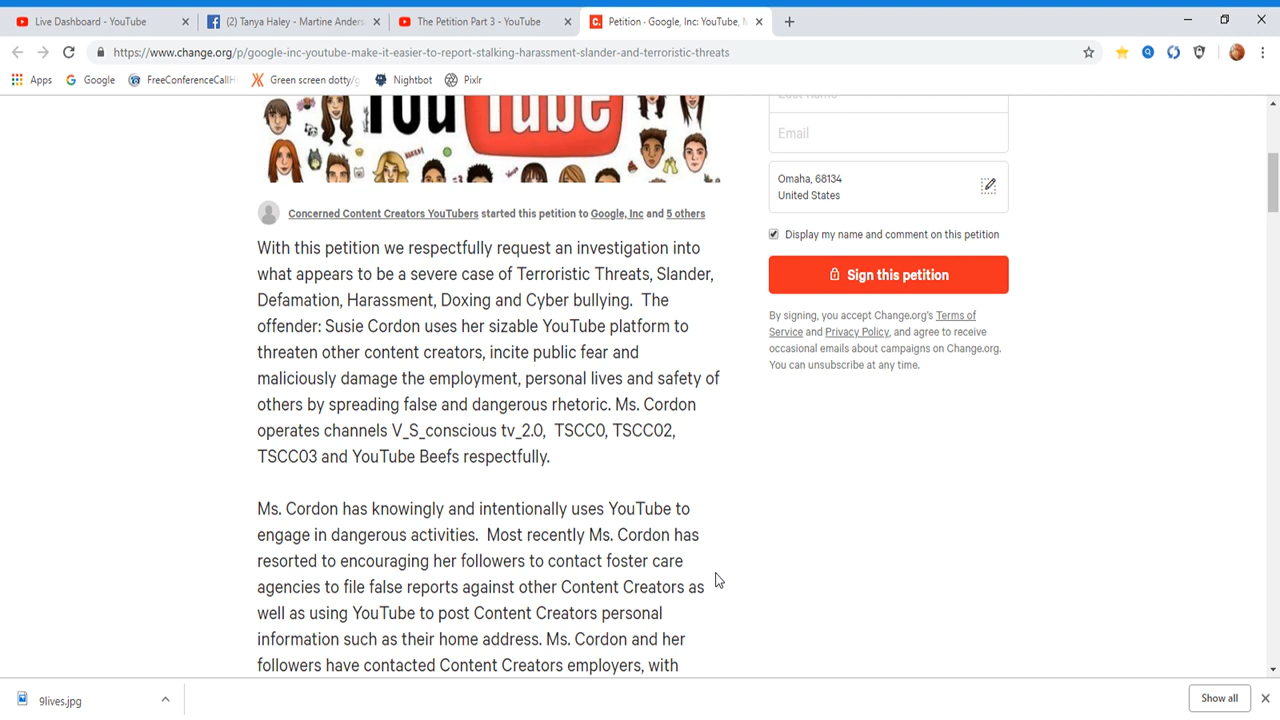 Live Dashboard - YouTube
(2) Tanya Haley - Martine Anders
The Petition Part 3 - YouTube
Petition · Google, Inc: YouTube, M
https://www.change.org/p/google-inc-youtube-make-it-easier-to-report-stalking-harassment-slander-and-terroristic-threats
Apps
Google
FreeConferenceCallH
Green screen dotty/g
Nightbot
Pixlr
You Tube
Last name
Email
Omaha, 68134
United States
Display my name and comment on this petition
Sign this petition
By signing, you accept Change.org's Terms of
Service and Privacy Policy, and agree to receive
occasional emails about campaigns on Change.org.
You can unsubscribe at any time.
Concerned Content Creators YouTubers started this petition to Google, Inc and 5 others
With this petition we respectfully request an investigation into
what appears to be a severe case of Terroristic Threats, Slander,
Defamation, Harassment, Doxing and Cyber bullying. The
offender: Susie Cordon uses her sizable YouTube platform to
threaten other content creators, incite public fear and
maliciously damage the employment, personal lives and safety of
others by spreading false and dangerous rhetoric. Ms. Cordon
operates channels V_S_conscious tv_2.0, TSCC0, TSCC02,
TSCC03 and YouTube Beefs respectfully.
Ms. Cordon has knowingly and intentionally uses YouTube to
engage in dangerous activities. Most recently Ms. Cordon has
resorted to encouraging her followers to contact foster care
agencies to file false reports against other Content Creators as
well as using YouTube to post Content Creators personal
information such as their home address. Ms. Cordon and her
followers have contacted Content Creators employers, with
9lives.jpg
Show all